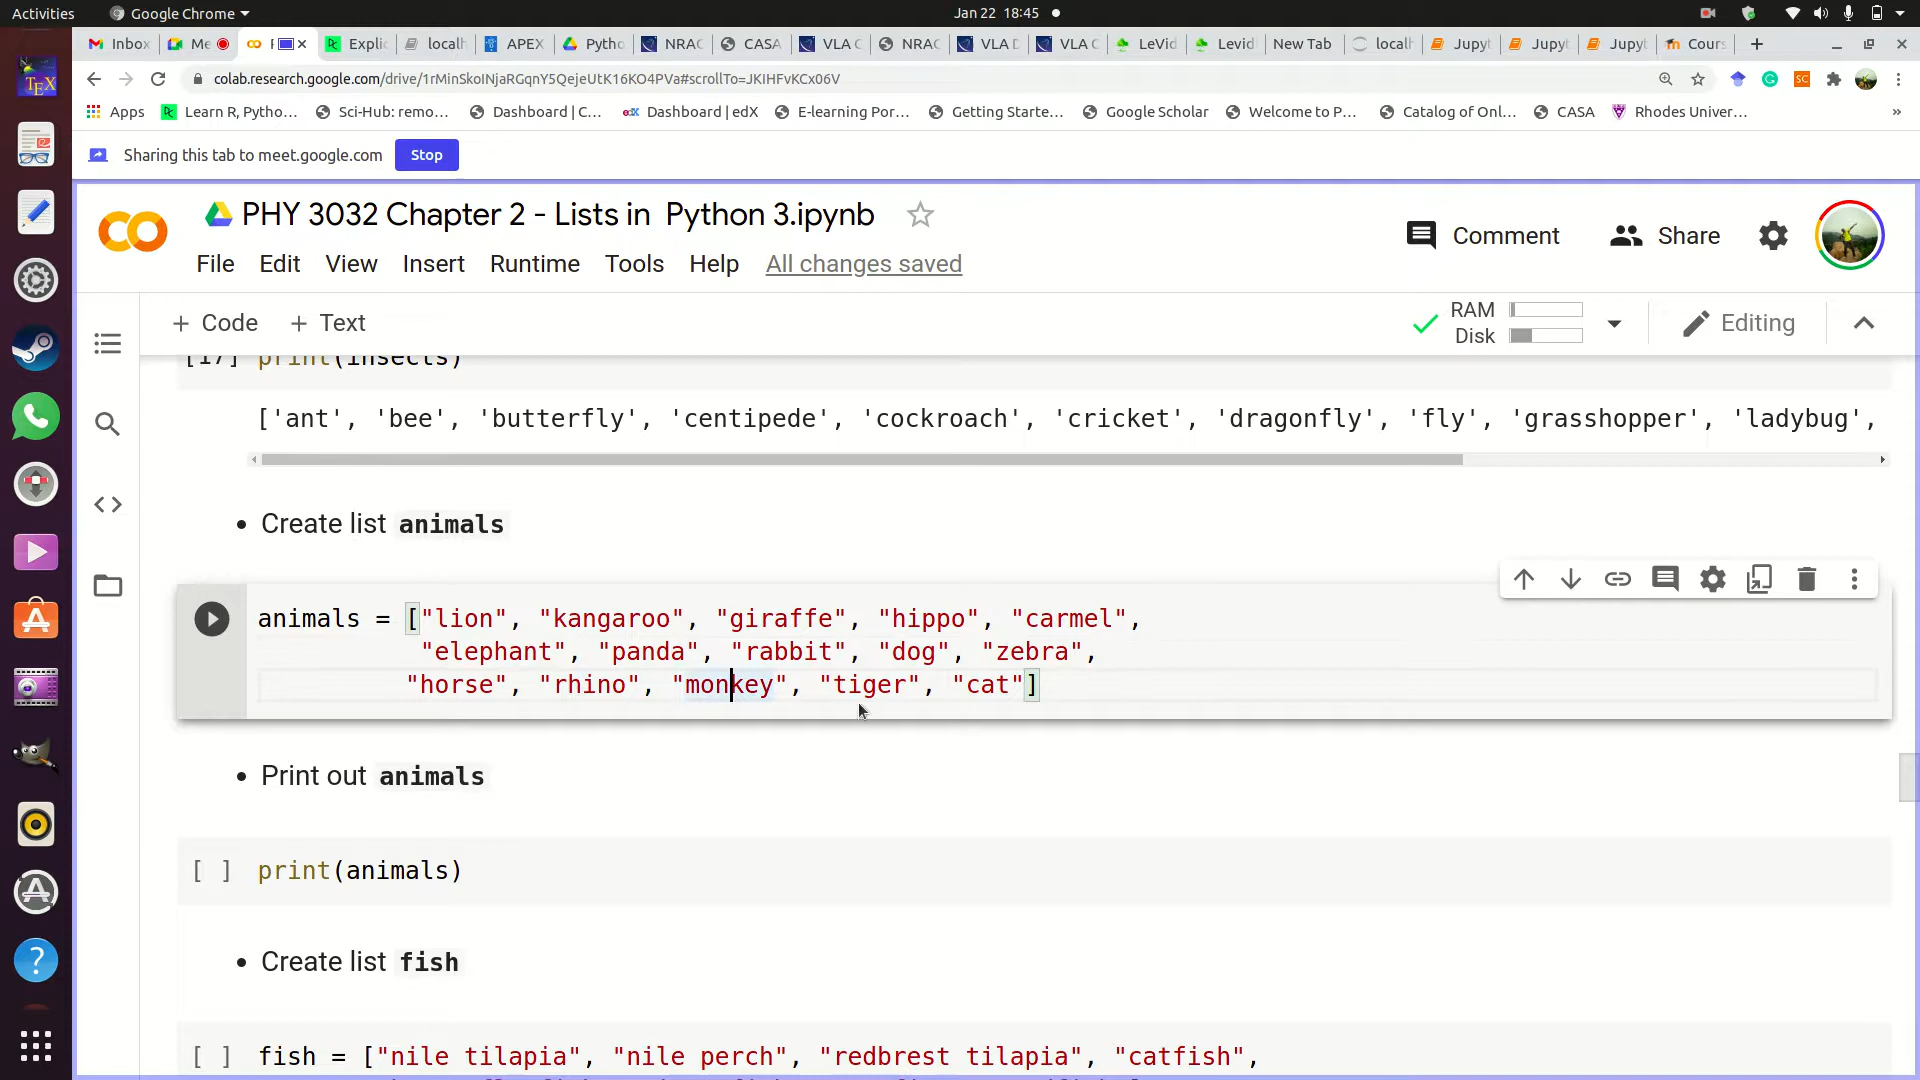 Activities
Google Chrome
Jan 22 18:45
Inbox
Me
Expli
localh
APEX
Pytho
NRAC
CASA
VLA C
NRAC
VLA D
VLA C
LeVid
Levid
New Tab
localh
Jupyt
Jupyt
Jupyt
Cours
colab.research.google.com/drive/1rMinSkoINjaRGqnY5QejeUtK16KO4PVa#scrollTo=JKIHFvKCx06V
Apps
Learn R, Pytho...
Sci-Hub: remo...
Dashboard | C...
Dashboard | edX
E-learning Por...
Getting Starte...
Google Scholar
Welcome to P...
Catalog of Onl...
CASA
Rhodes Univer...
Sharing this tab to meet.google.com
Stop
PHY 3032 Chapter 2 - Lists in Python 3.ipynb
Comment
Share
File Edit View Insert Runtime Tools Help All changes saved
+ Code + Text
RAM
Disk
Editing
[17] print(insects)
['ant', 'bee', 'butterfly', 'centipede', 'cockroach', 'cricket', 'dragonfly', 'fly', 'grasshopper', 'ladybug',
• Create list animals
animals = ["lion", "kangaroo", "giraffe", "hippo", "carmel",
"elephant", "panda", "rabbit", "dog", "zebra",
"horse", "rhino", "monkey", "tiger", "cat"]
• Print out animals
[ ] print(animals)
• Create list fish
[ ] fish = ["nile tilapia", "nile perch", "redbrest tilapia", "catfish",